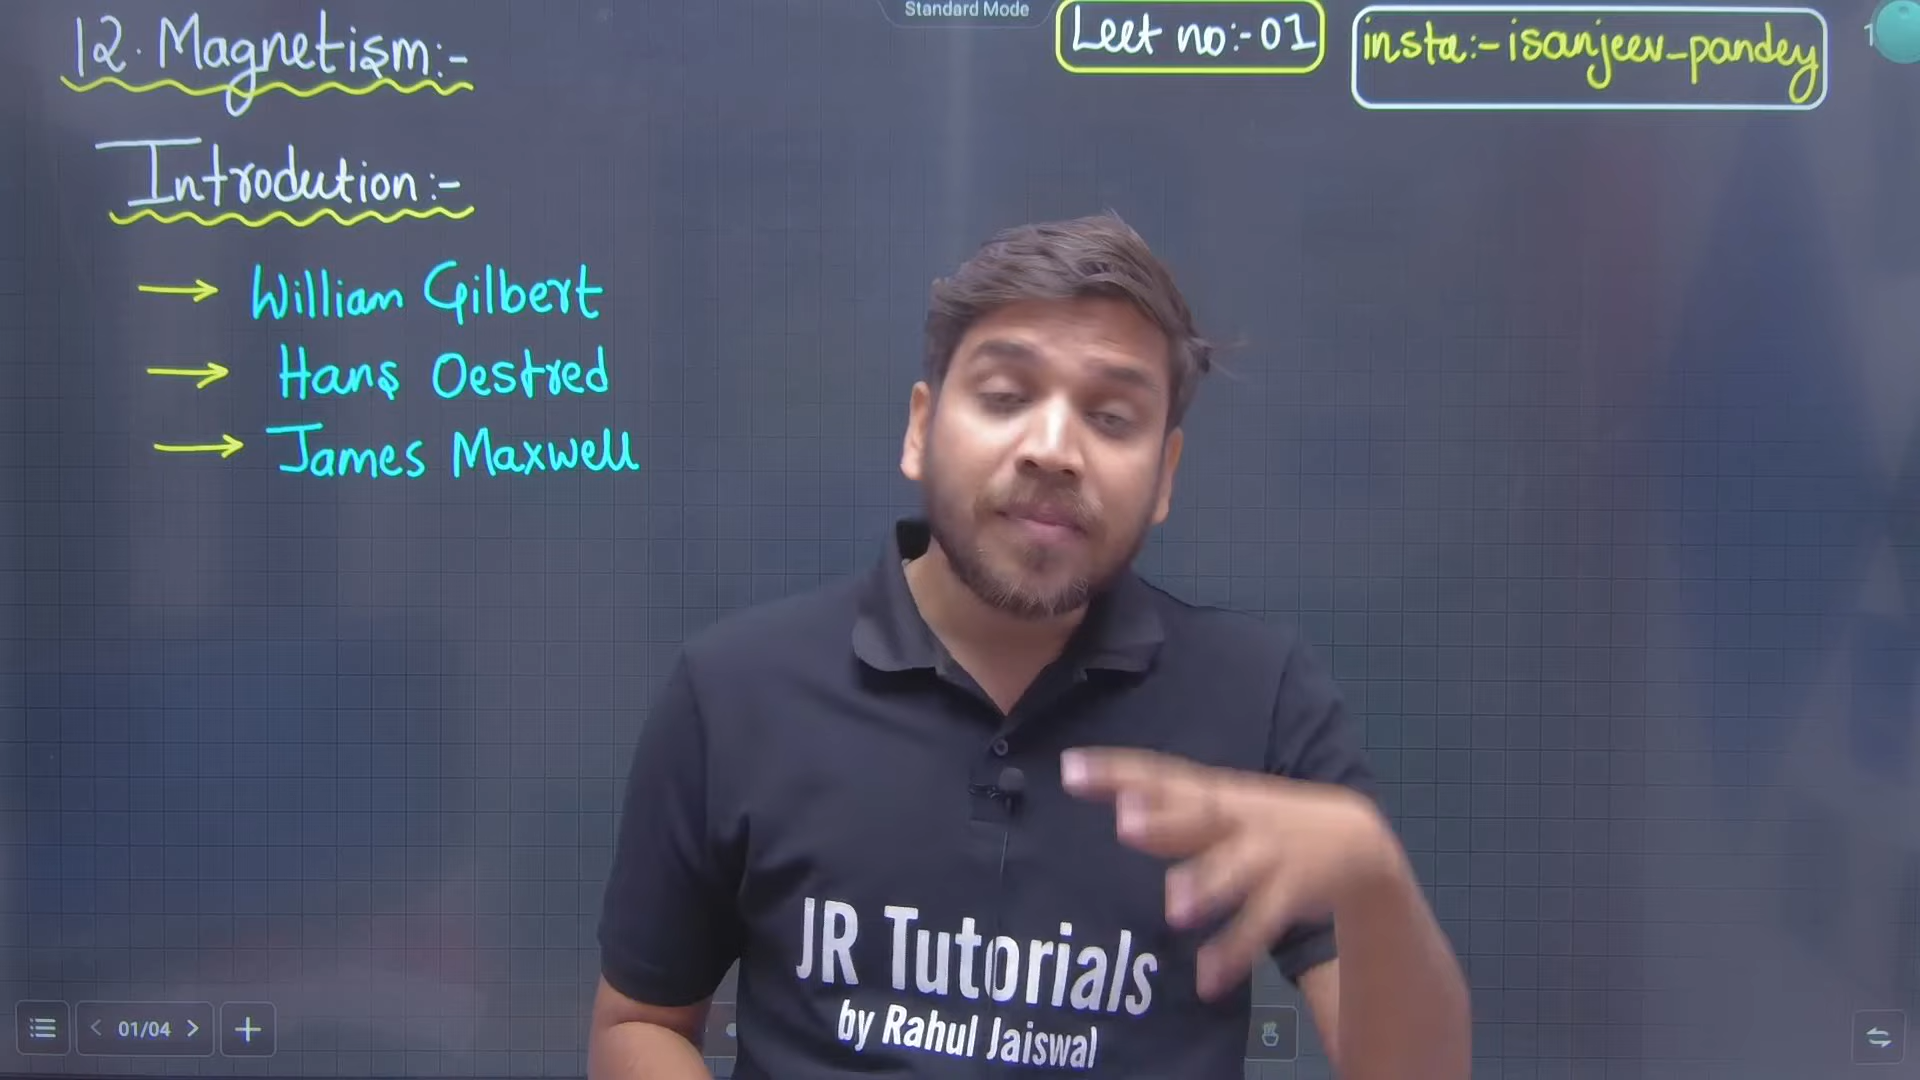 Standard Mode
12. Magnetism:-
Lect no:-01
insta:-isanjeev_pandey
Introdution:-
→ William Gilbert
→ Hans Oestred
→ James Maxwell
JR Tutorials
by Rahul Jaiswal
01/04